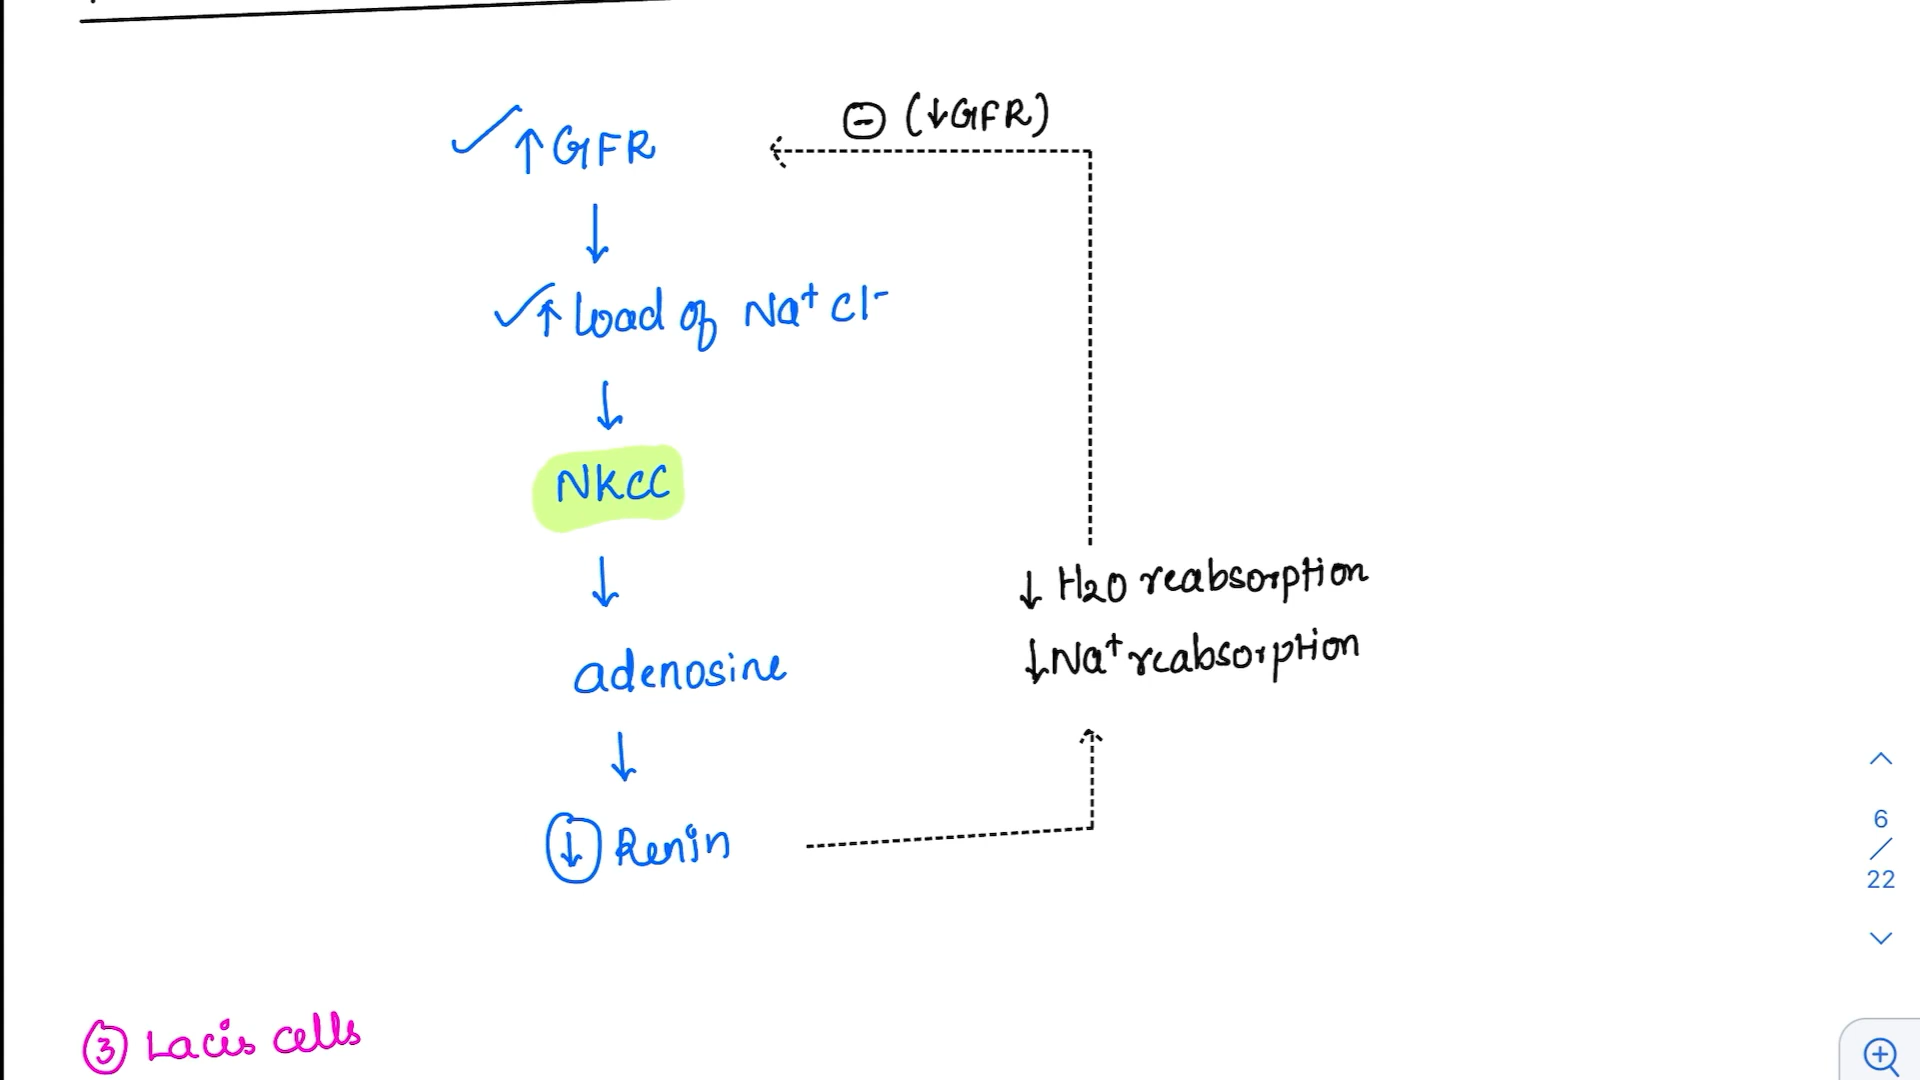 ↑ GFR
⊖ (↓GFR)
↑ load of Na⁺ Cl⁻
NKCC
adenosine
↓ Renin
↓ H2O reabsorption
↓ Na⁺ reabsorption
6
/
22
③ Lacis cells